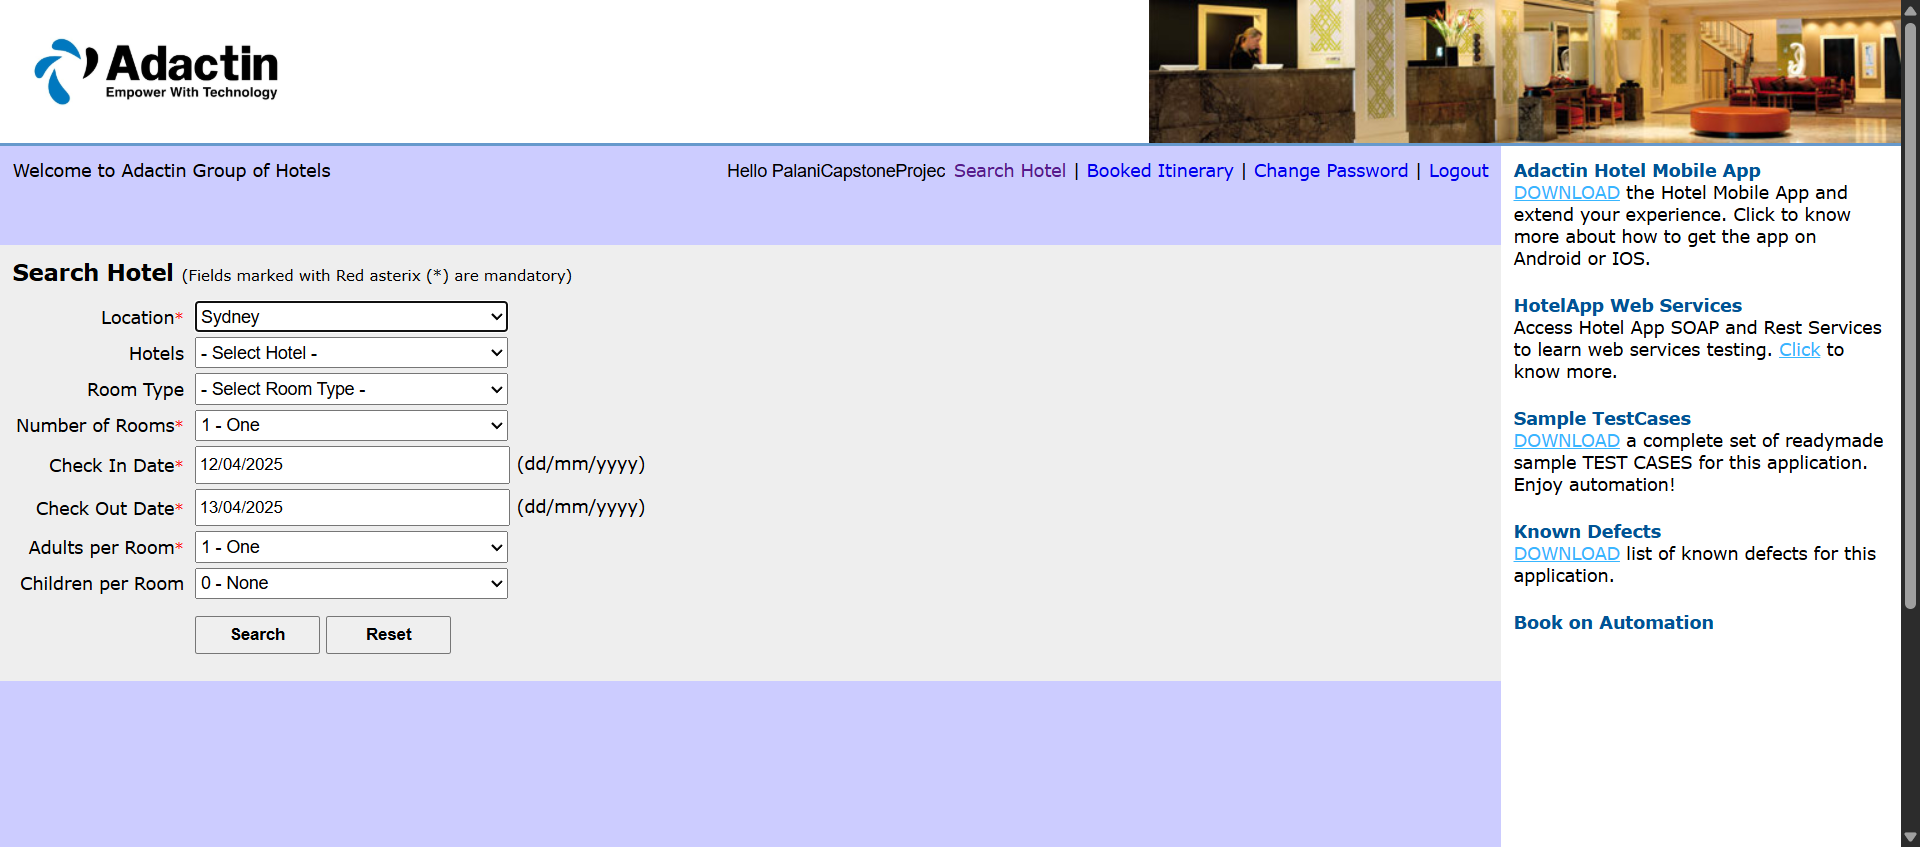 Adactin
Empower With Technology
Welcome to Adactin Group of Hotels
Hello PalaniCapstoneProjec Search Hotel | Booked Itinerary | Change Password | Logout
Search Hotel (Fields marked with Red asterix (*) are mandatory)
Location* Sydney
Hotels - Select Hotel -
Room Type - Select Room Type -
Number of Rooms* 1 - One
Check In Date* 12/04/2025 (dd/mm/yyyy)
Check Out Date* 13/04/2025 (dd/mm/yyyy)
Adults per Room* 1 - One
Children per Room 0 - None
Search Reset
Adactin Hotel Mobile App
DOWNLOAD the Hotel Mobile App and
extend your experience. Click to know
more about how to get the app on
Android or IOS.
HotelApp Web Services
Access Hotel App SOAP and Rest Services
to learn web services testing. Click to
know more.
Sample TestCases
DOWNLOAD a complete set of readymade
sample TEST CASES for this application.
Enjoy automation!
Known Defects
DOWNLOAD list of known defects for this
application.
Book on Automation